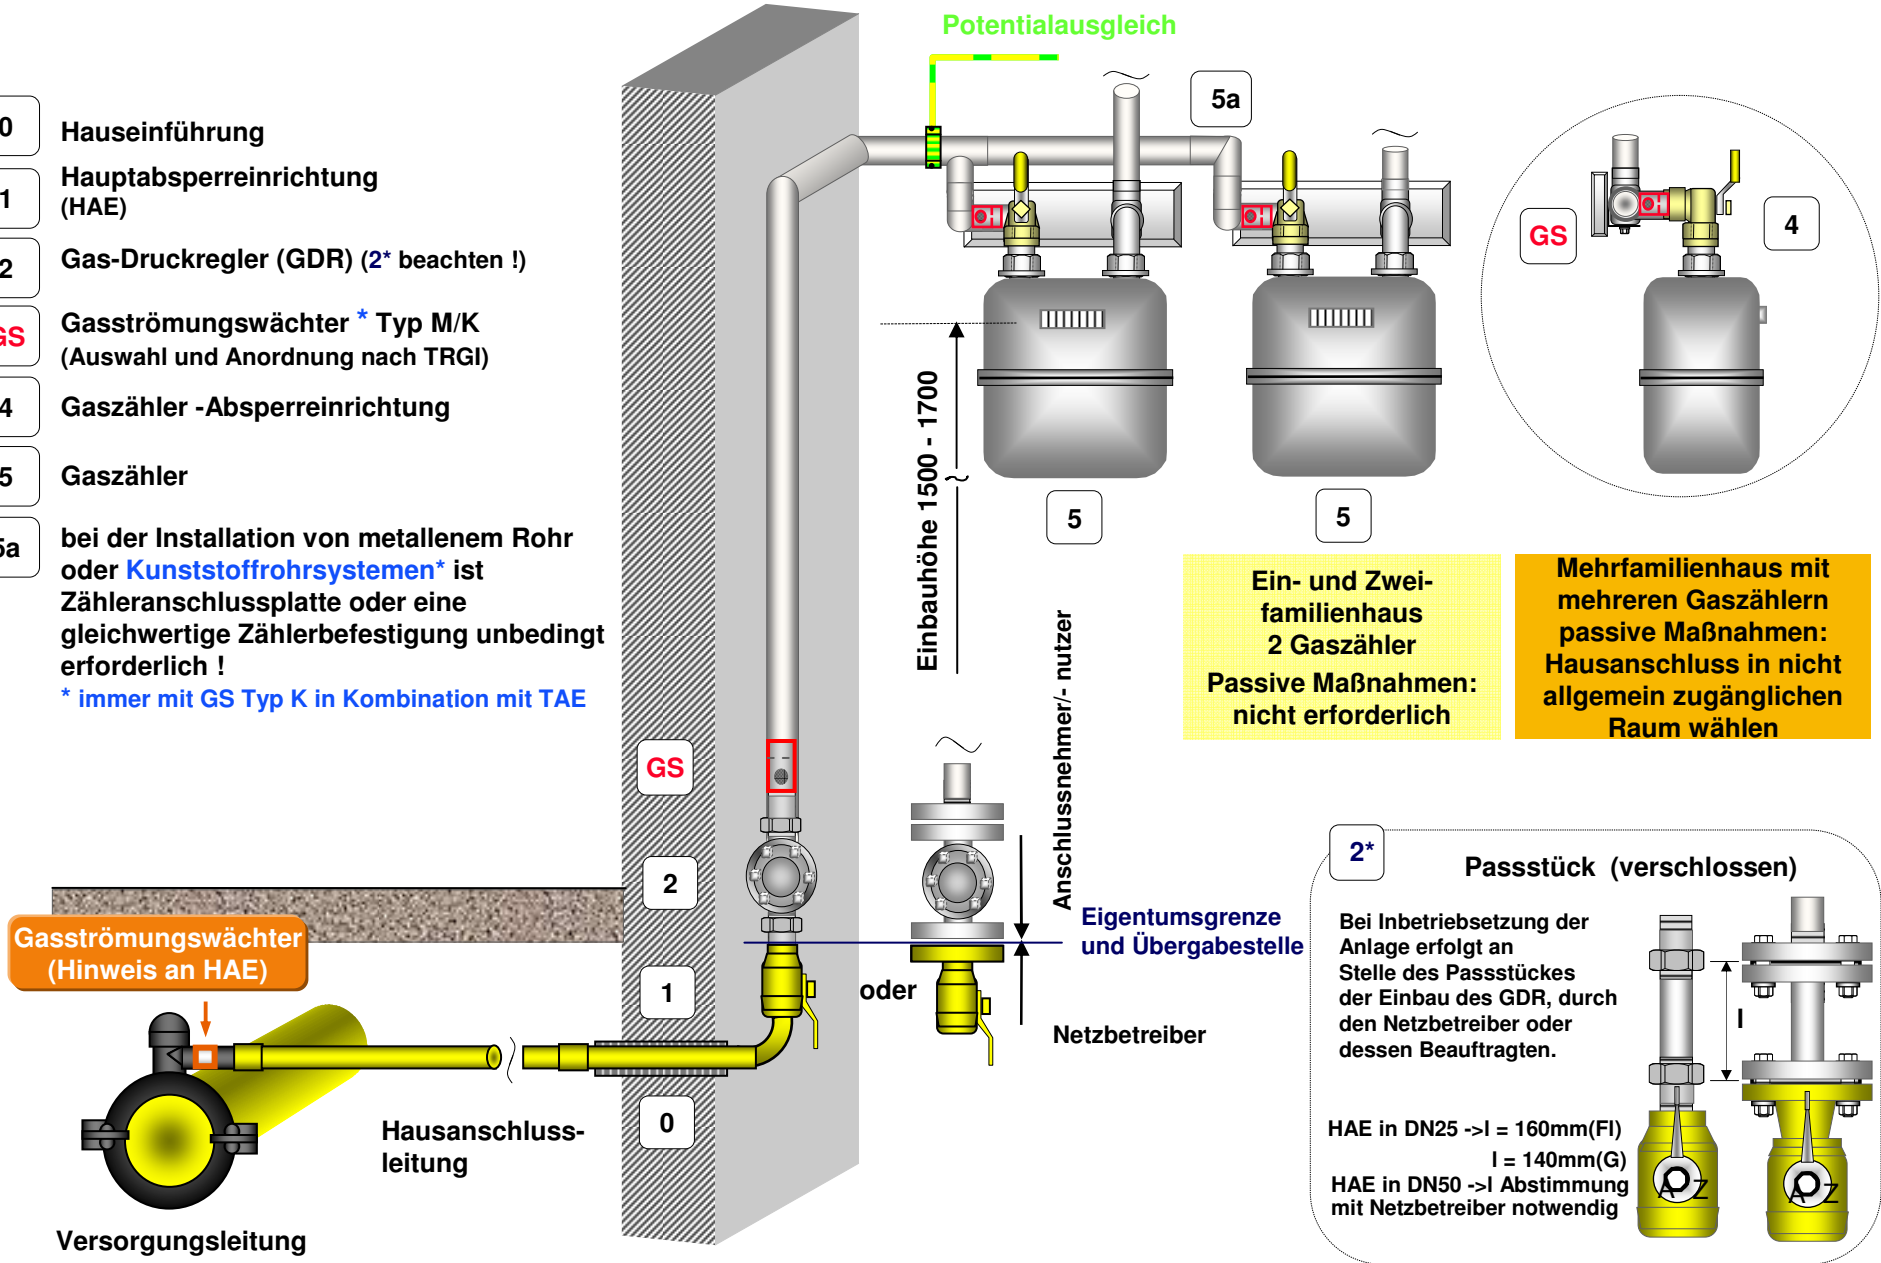 Potentialausgleich
0
Hauseinführung
1
Hauptabsperreinrichtung
(HAE)
2
Gas-Druckregler (GDR) (2* beachten !)
GS
Gasströmungswächter * Typ M/K
(Auswahl und Anordnung nach TRGI)
4
Gaszähler -Absperreinrichtung
5
Gaszähler
5a
bei der Installation von metallenem Rohr
oder Kunststoffrohrsystemen* ist
Zähleranschlussplatte oder eine
gleichwertige Zählerbefestigung unbedingt
erforderlich !
* immer mit GS Typ K in Kombination mit TAE
5a
GS
4
Einbauhöhe 1500 - 1700
5
5
Ein- und Zwei-
familienhaus
2 Gaszähler
Passive Maßnahmen:
nicht erforderlich
Mehrfamilienhaus mit
mehreren Gaszählern
passive Maßnahmen:
Hausanschluss in nicht
allgemein zugänglichen
Raum wählen
GS
2
1
0
Anschlussnehmer/- nutzer
Eigentumsgrenze
und Übergabestelle
oder
Netzbetreiber
Gasströmungswächter
(Hinweis an HAE)
Hausanschluss-
leitung
Versorgungsleitung
2*
Passstück (verschlossen)
Bei Inbetriebsetzung der
Anlage erfolgt an
Stelle des Passstückes
der Einbau des GDR, durch
den Netzbetreiber oder
dessen Beauftragten.
l
HAE in DN25 ->l = 160mm(Fl)
l = 140mm(G)
HAE in DN50 ->l Abstimmung
mit Netzbetreiber notwendig
A Z
A Z